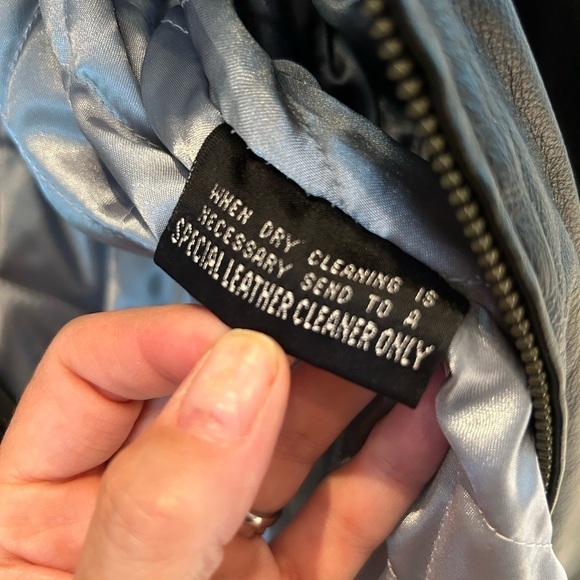 WHEN DRY CLEANING IS
NECESSARY SEND TO A
SPECIAL LEATHER CLEANER ONLY